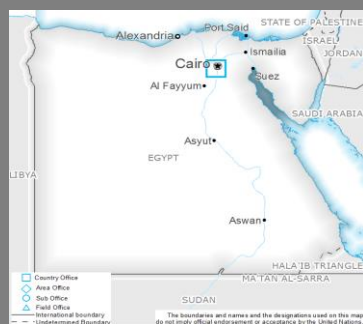 STATE OF PALESTINE
Port Said
Alexandria
ISRAEL
Ismailia
JORDAN
Cairo
Suez
Al Fayyum
SAUDI ARABIA
Asyut
EGYPT
LIBYA
Aswan
HALA'IB TRIANGLE
MA'TAN AL-SARRA
SUDAN
Country Office
Area Office
Sub Office
Field Office
International boundary
Undetermined Boundary
The boundaries and names and the designations used on this map
do not imply official endorsement or acceptance by the United Nations.